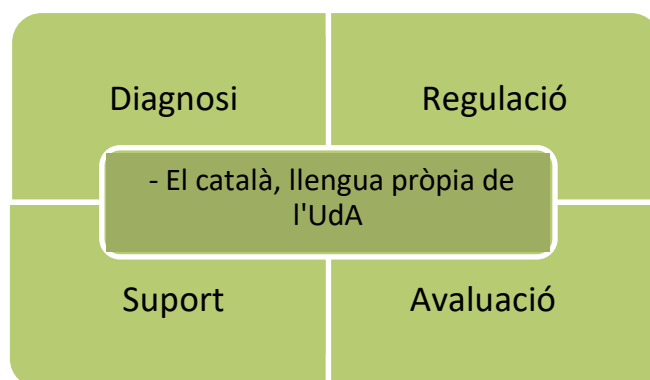 Diagnosi
Regulació
- El català, llengua pròpia de
l'UdA
Suport
Avaluació